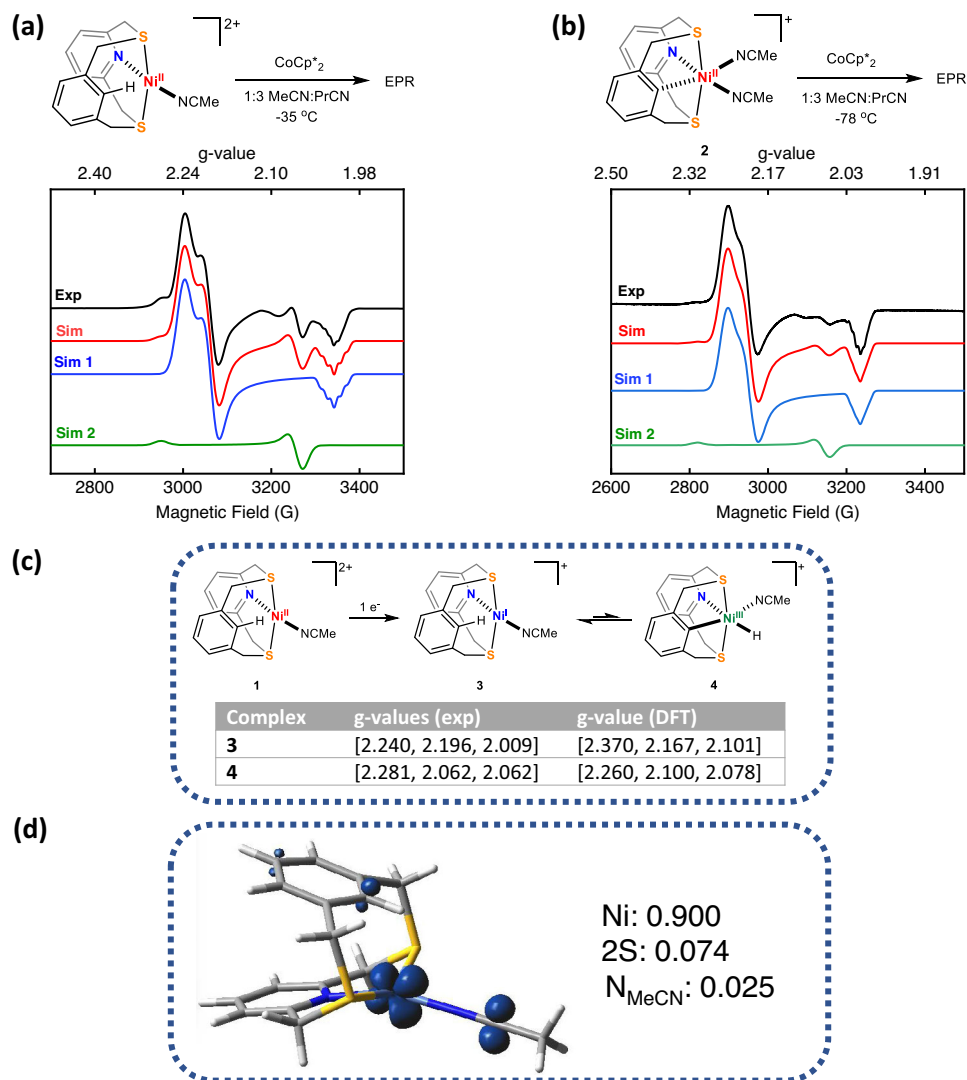 (a)
(b)
S
N
H
Ni^II
NCMe
S
]2+
CoCp*2
1:3 MeCN:PrCN
-35 °C
EPR
S
N
Ni^II
NCMe
NCMe
S
]+
2
CoCp*2
1:3 MeCN:PrCN
-78 °C
EPR
g-value
2.40 2.24 2.10 1.98
Exp
Sim
Sim 1
Sim 2
2800 3000 3200 3400
Magnetic Field (G)
g-value
2.50 2.32 2.17 2.03 1.91
Exp
Sim
Sim 1
Sim 2
2600 2800 3000 3200 3400
Magnetic Field (G)
(c)
S
N
H
Ni^II
NCMe
S
]2+
1
1 e-
S
N
H
Ni^I
NCMe
S
]+
3
S
N
Ni^III
NCMe
H
S
]+
4
Complex g-values (exp) g-value (DFT)
3 [2.240, 2.196, 2.009] [2.370, 2.167, 2.101]
4 [2.281, 2.062, 2.062] [2.260, 2.100, 2.078]
(d)
Ni: 0.900
2S: 0.074
N_MeCN: 0.025